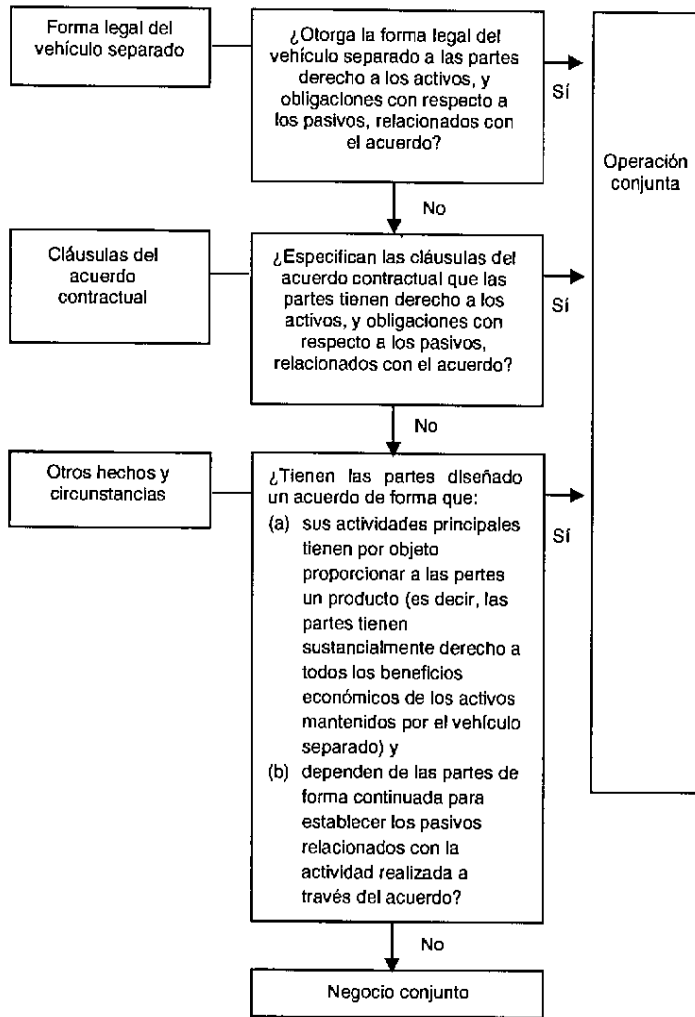 Forma legal del
vehículo separado
¿Otorga la forma legal del
vehículo separado a las partes
derecho a los activos, y
obligaciones con respecto a
los pasivos, relacionados con
el acuerdo?
Sí
Operación
conjunta
No
Cláusulas del
acuerdo
contractual
¿Especifican las cláusulas del
acuerdo contractual que las
partes tienen derecho a los
activos, y obligaciones con
respecto a los pasivos,
relacionados con el acuerdo?
Sí
No
Otros hechos y
circunstancias
¿Tienen las partes diseñado
un acuerdo de forma que:
(a) sus actividades principales
tienen por objeto
proporcionar a las partes
un producto (es decir, las
partes tienen
sustancialmente derecho a
todos los beneficios
económicos de los activos
mantenidos por el vehículo
separado) y
(b) dependen de las partes de
forma continuada para
establecer los pasivos
relacionados con la
actividad realizada a
través del acuerdo?
Sí
No
Negocio conjunto